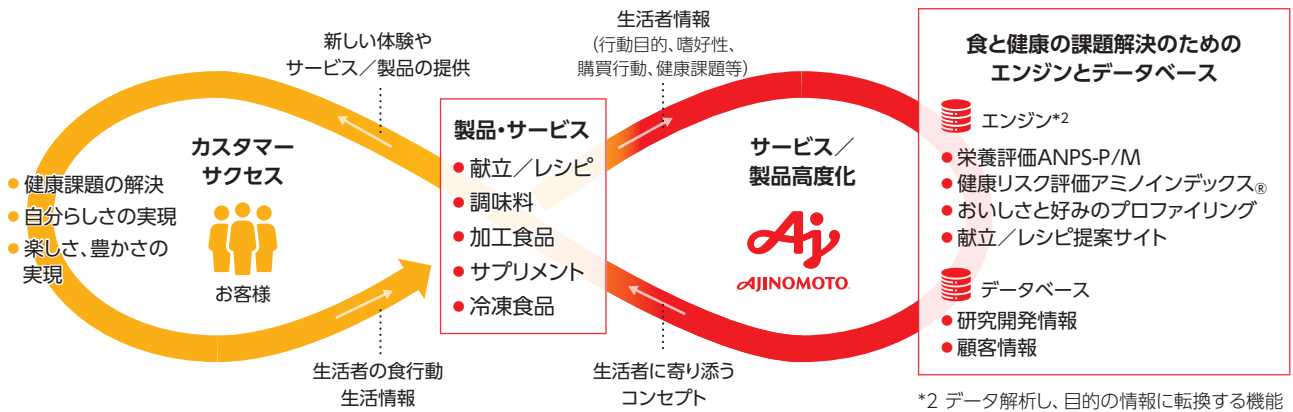 新しい体験や
サービス／製品の提供
カスタマー
サクセス
● 健康課題の解決
● 自分らしさの実現
● 楽しさ、豊かさの
実現
お客様
生活者の食行動
生活情報
製品・サービス
● 献立／レシピ
● 調味料
● 加工食品
● サプリメント
● 冷凍食品
生活者情報
(行動目的、嗜好性、
購買行動、健康課題等)
サービス／
製品高度化
Aj
AJINOMOTO
生活者に寄り添う
コンセプト
食と健康の課題解決のための
エンジンとデータベース
エンジン*2
● 栄養評価ANPS-P/M
● 健康リスク評価アミノインデックス®
● おいしさと好みのプロファイリング
● 献立／レシピ提案サイト
データベース
● 研究開発情報
● 顧客情報
*2 データ解析し、目的の情報に転換する機能